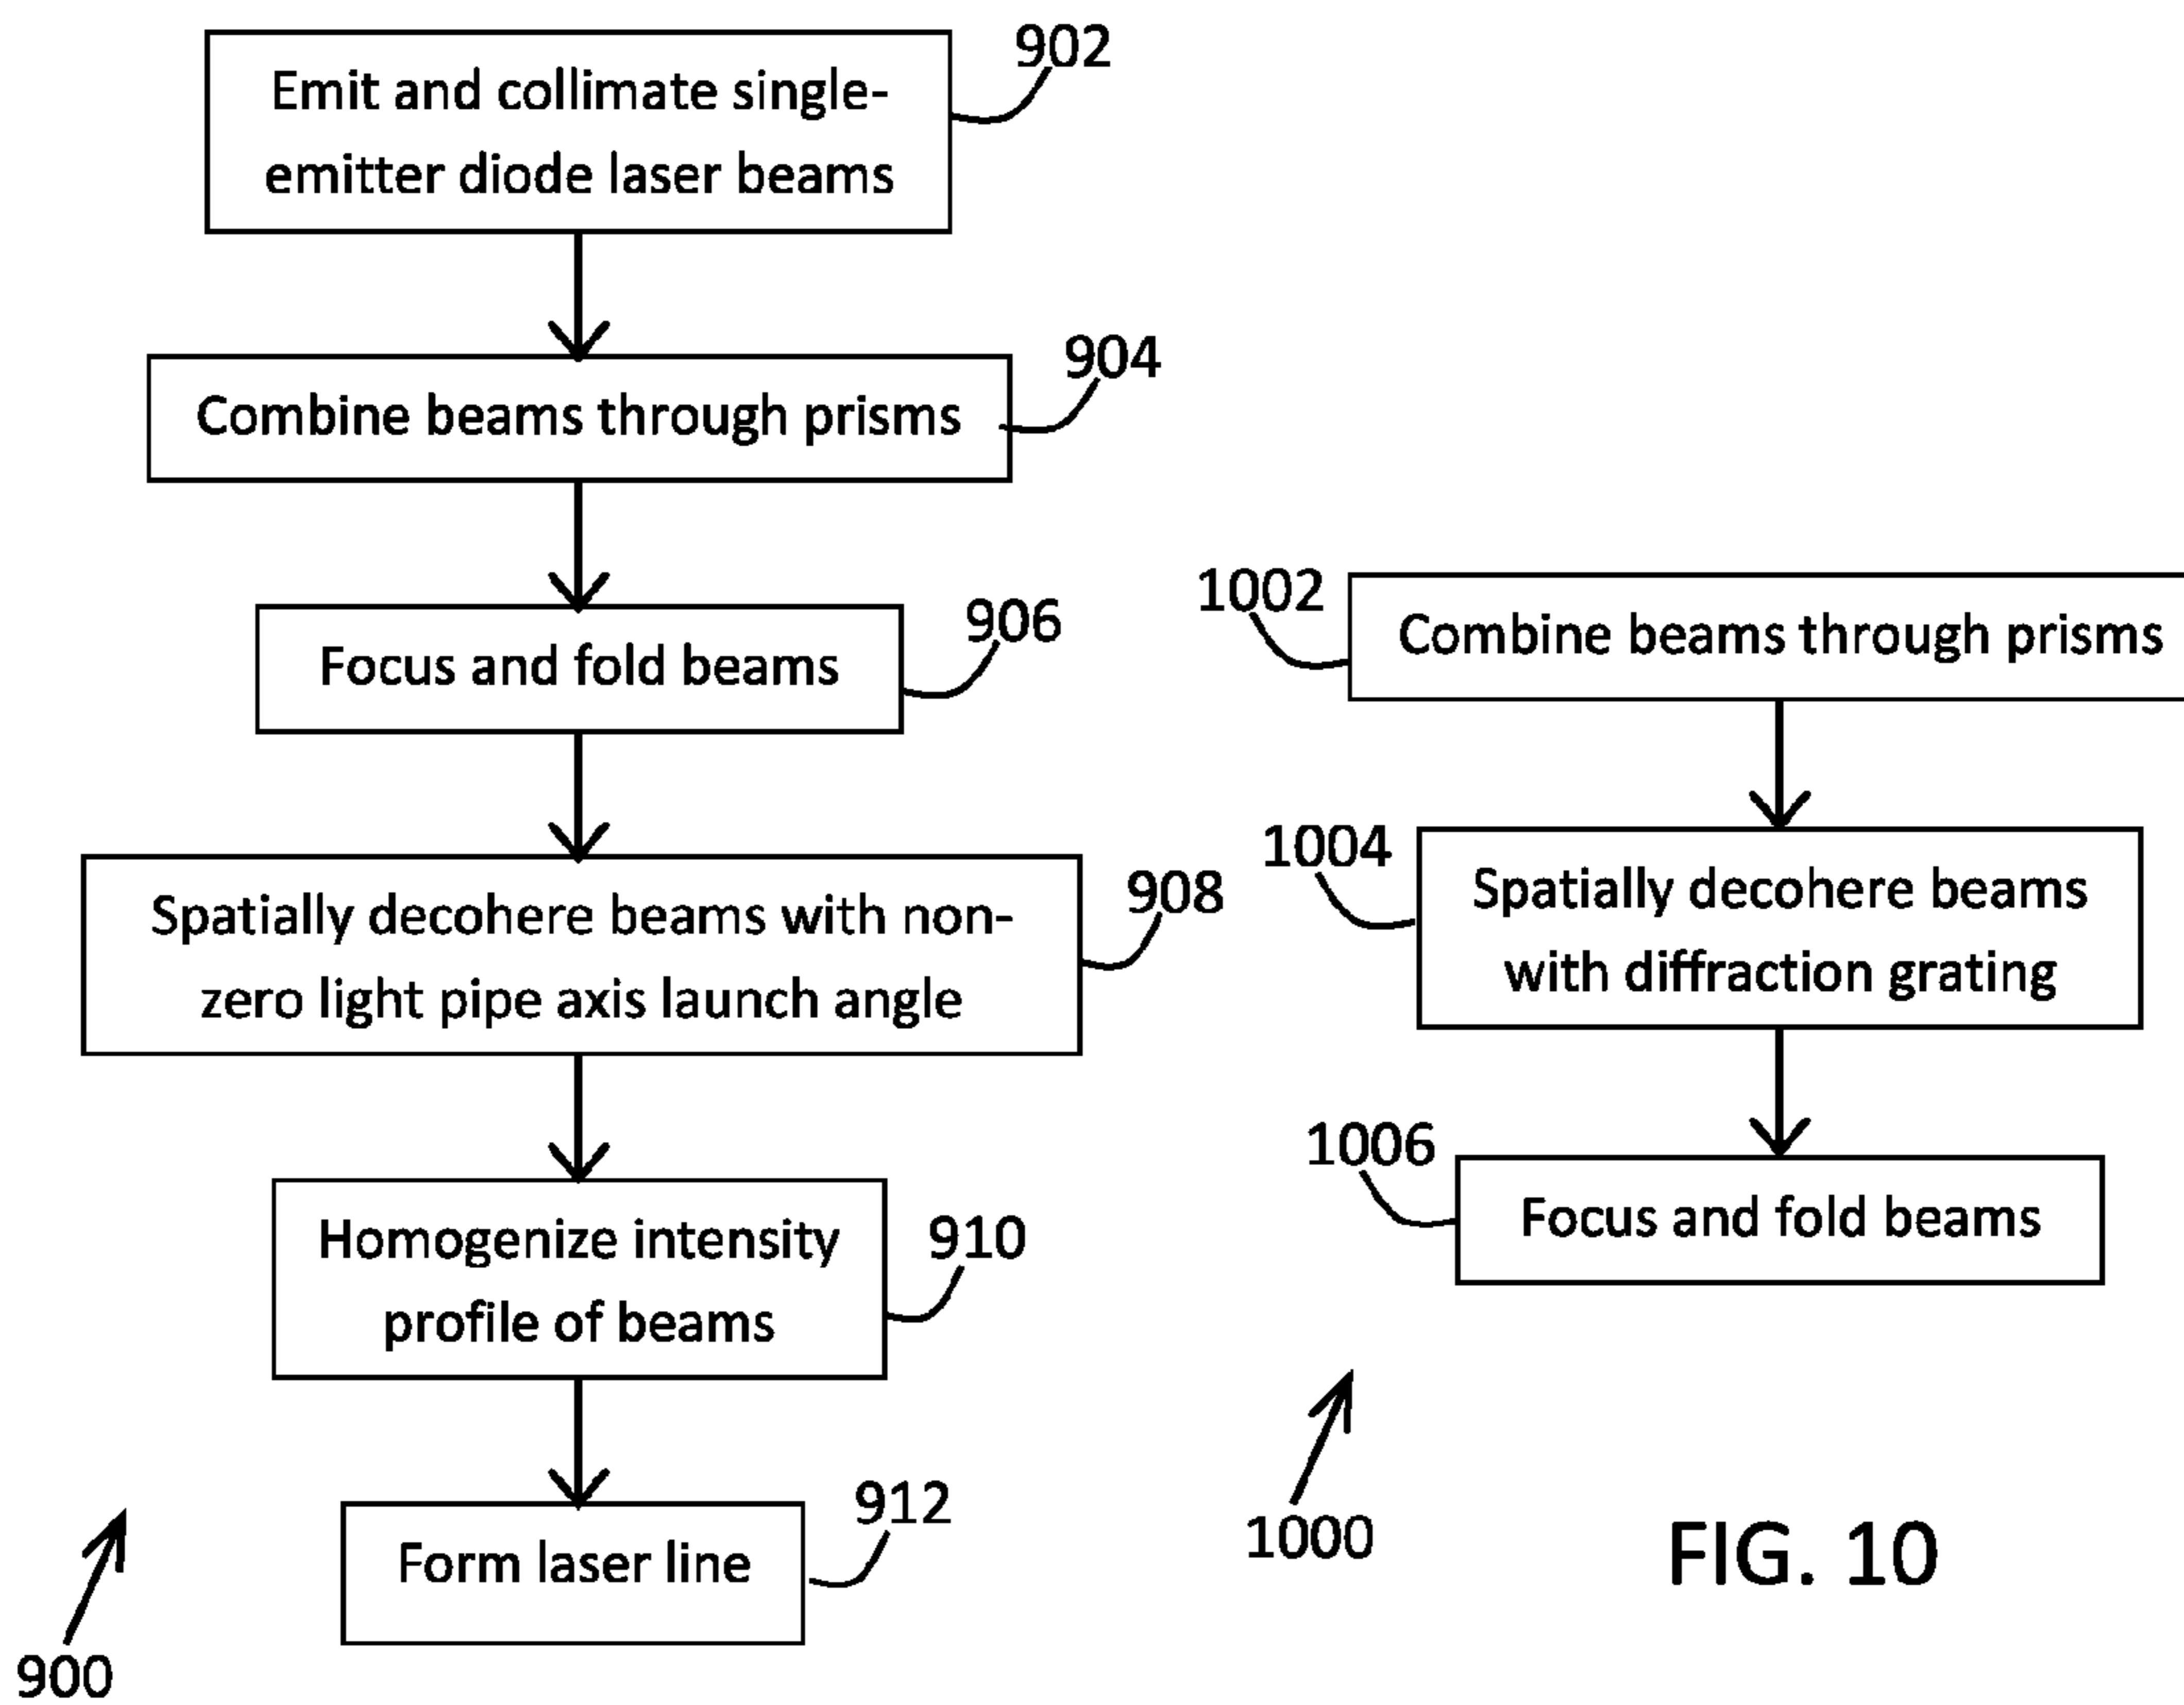 902
Emit and collimate single-
emitter diode laser beams
904
Combine beams through prisms
906
Focus and fold beams
908
Spatially decohere beams with non-
zero light pipe axis launch angle
910
Homogenize intensity
profile of beams
912
Form laser line
900
1002
Combine beams through prisms
1004
Spatially decohere beams
with diffraction grating
1006
Focus and fold beams
1000
FIG. 10